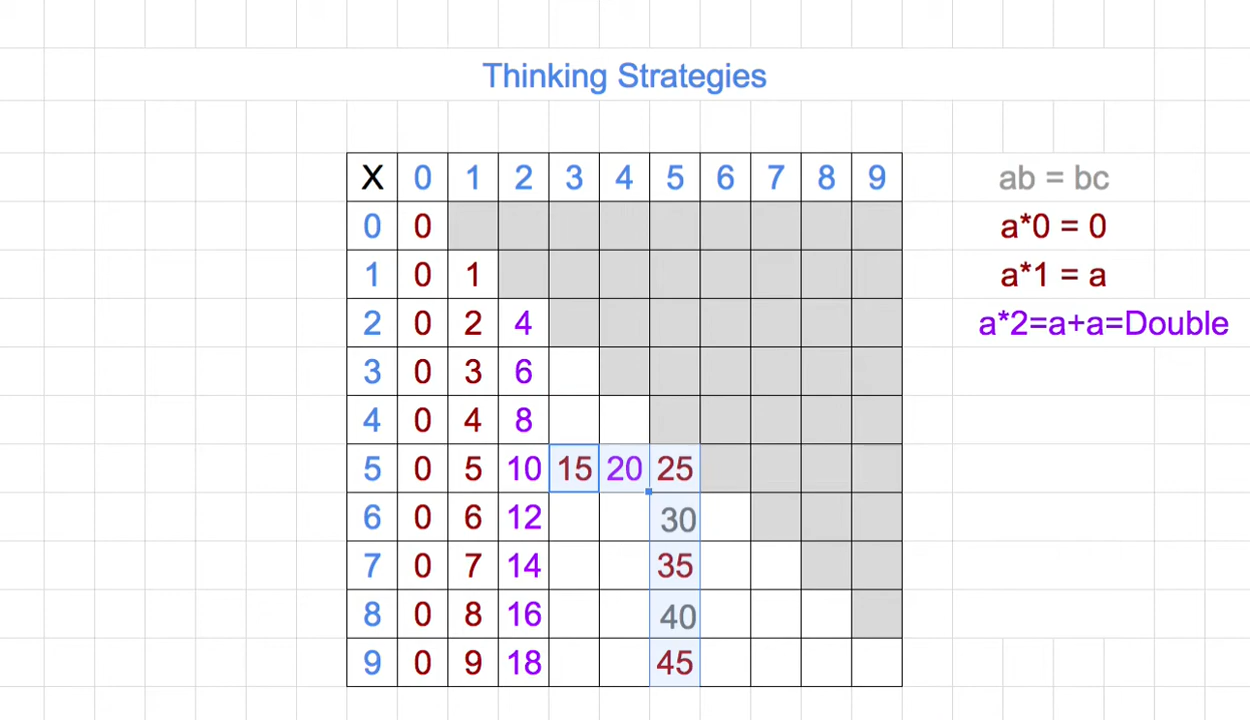 Thinking Strategies
X 0 1 2 3 4 5 6 7 8 9 ab = bc
0 0 a*0 = 0
1 0 1 a*1 = a
2 0 2 4 a*2=a+a=Double
3 0 3 6
4 0 4 8
5 0 5 10 15 20 25
6 0 6 12 30
7 0 7 14 35
8 0 8 16 40
9 0 9 18 45